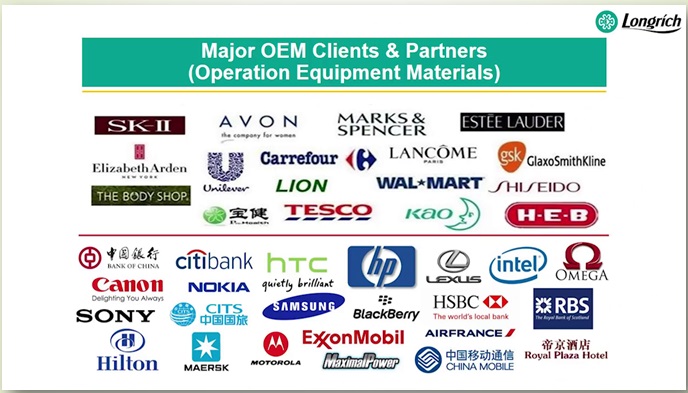 Longrich
Major OEM Clients & Partners
(Operation Equipment Materials)
SK-II
AVON
the company for women
MARKS &
SPENCER
ESTĒE LAUDER
Elizabeth Arden
NEW YORK
Unilever
Carrefour
LANCÔME
PARIS
gsk
GlaxoSmithKline
THE BODY SHOP.
LION
WAL★MART
SHISEIDO
宝健
TESCO
KAO
H-E-B
中国銀行
BANK OF CHINA
citibank
hTC
quietly brilliant
hp
LEXUS
intel
Ω
OMEGA
Canon
Delighting You Always
NOKIA
SONY
CITS
中国国旅
SAMSUNG
BlackBerry
HSBC
The world's local bank
RBS
The Royal Bank of Scotland
AIRFRANCE
H
Hilton
MAERSK
MOTOROLA
ExxonMobil
MaximalPower
中国移动通信
CHINA MOBILE
帝京酒店
Royal Plaza Hotel